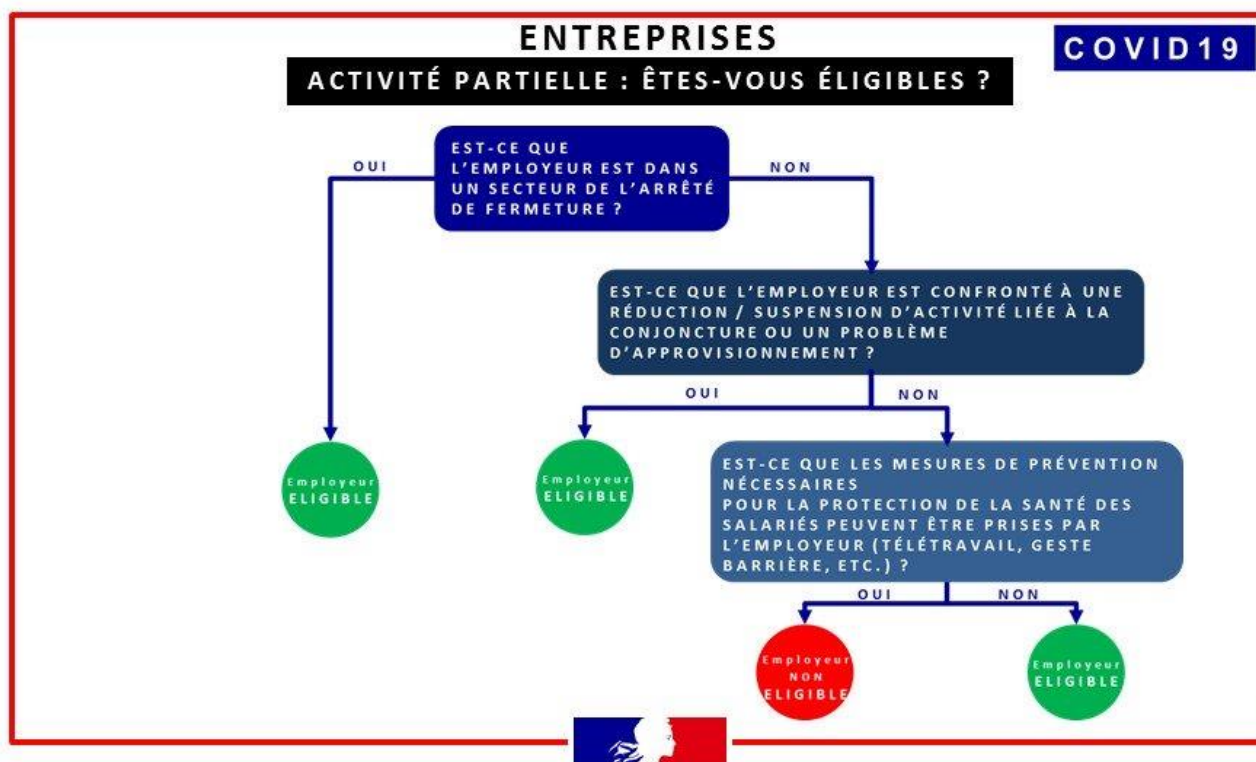 ENTREPRISES
COVID19
ACTIVITÉ PARTIELLE : ÊTES-VOUS ÉLIGIBLES ?
OUI
EST-CE QUE
L'EMPLOYEUR EST DANS
UN SECTEUR DE L'ARRÊTÉ
DE FERMETURE ?
NON
EST-CE QUE L'EMPLOYEUR EST CONFRONTÉ À UNE
RÉDUCTION / SUSPENSION D'ACTIVITÉ LIÉE À LA
CONJONCTURE OU UN PROBLÈME
D'APPROVISIONNEMENT ?
OUI
NON
Employeur
ELIGIBLE
Employeur
ELIGIBLE
EST-CE QUE LES MESURES DE PRÉVENTION
NÉCESSAIRES
POUR LA PROTECTION DE LA SANTÉ DES
SALARIÉS PEUVENT ÊTRE PRISES PAR
L'EMPLOYEUR (TÉLÉTRAVAIL, GESTE
BARRIÈRE, ETC.) ?
OUI
NON
Employeur
NON
ELIGIBLE
Employeur
ELIGIBLE